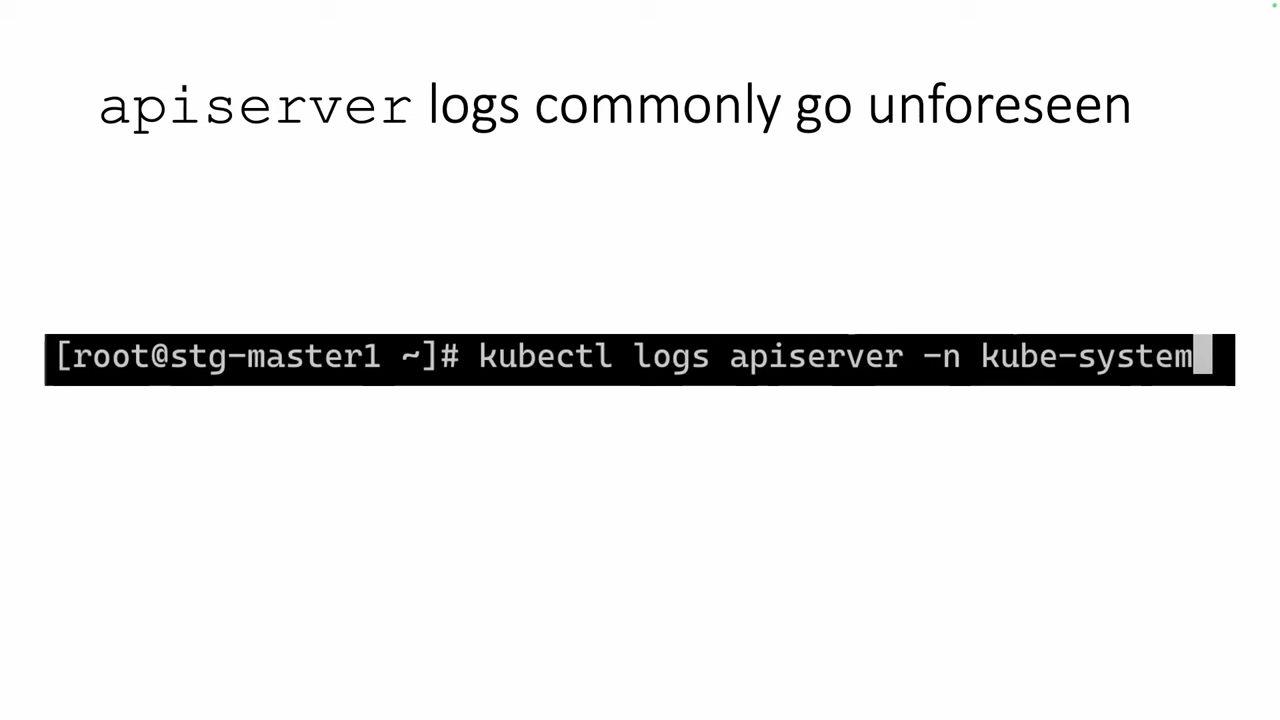 apiserver logs commonly go unforeseen
[root@stg-master1 ~]# kubectl logs apiserver -n kube-system